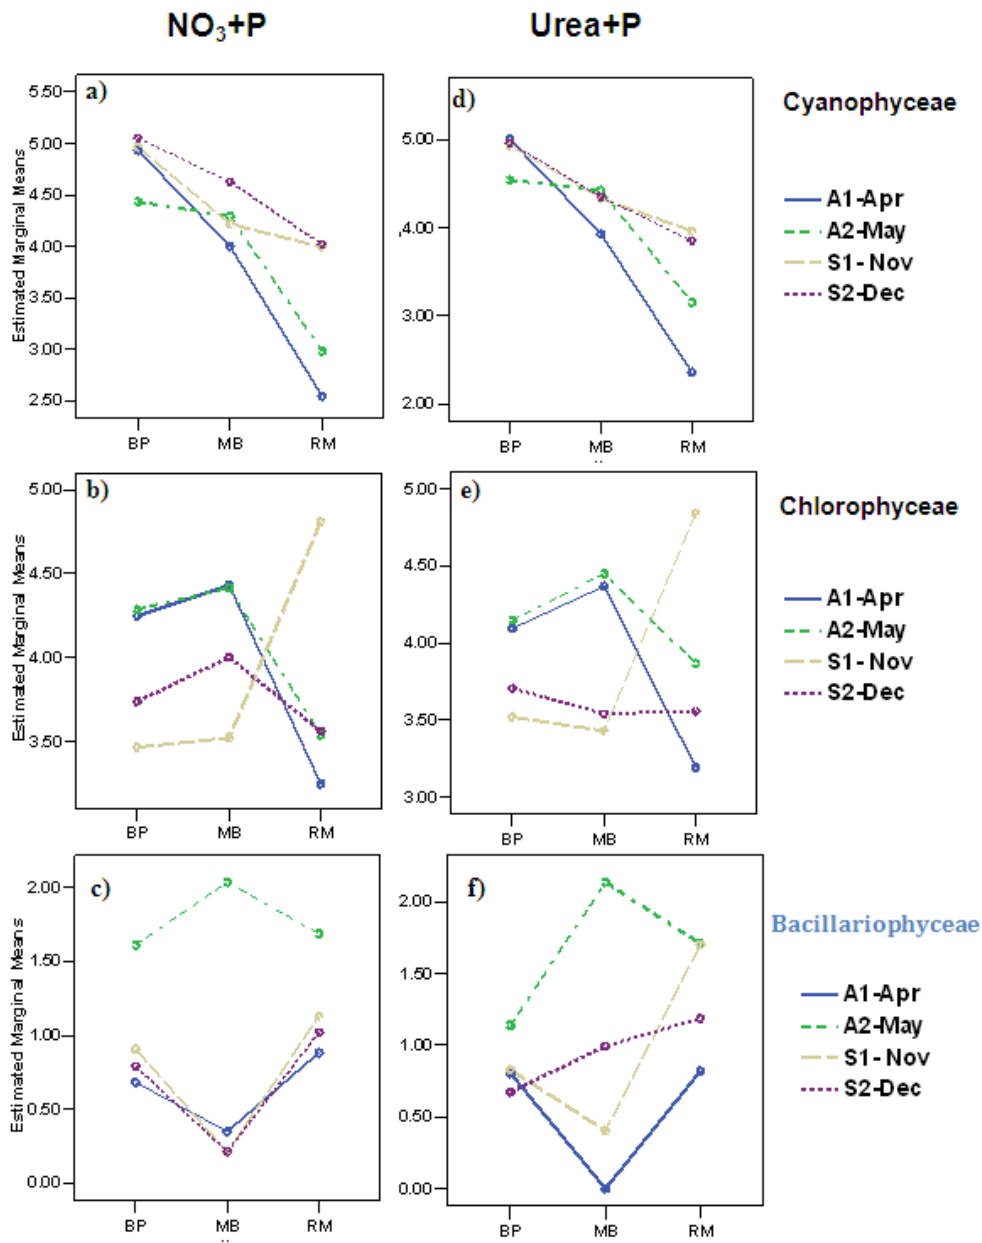 NO₃+P
Urea+P
a)
Estimated Marginal Means
5.50
5.00
4.50
4.00
3.50
3.00
2.50
BP MB RM
d)
5.00
4.00
3.00
2.00
BP MB RM
Cyanophyceae
A1-Apr
A2-May
S1- Nov
S2-Dec
b)
Estimated Marginal Means
5.00
4.50
4.00
3.50
BP MB RM
e)
5.00
4.50
4.00
3.50
3.00
BP MB RM
Chlorophyceae
A1-Apr
A2-May
S1- Nov
S2-Dec
c)
Estimated Marginal Means
2.00
1.50
1.00
0.50
0.00
BP MB RM
f)
2.00
1.50
1.00
0.50
0.00
BP MB RM
Bacillariophyceae
A1-Apr
A2-May
S1- Nov
S2-Dec